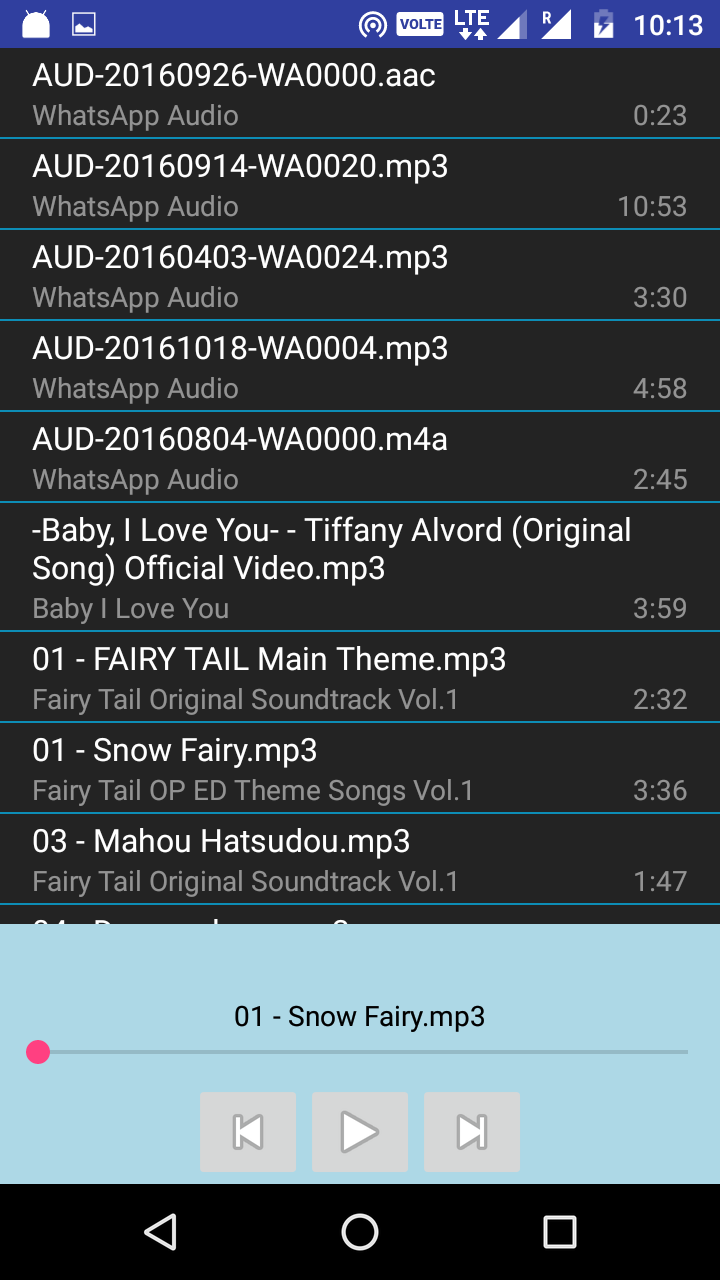 VOLTE LTE R 10:13
AUD-20160926-WA0000.aac
WhatsApp Audio 0:23
AUD-20160914-WA0020.mp3
WhatsApp Audio 10:53
AUD-20160403-WA0024.mp3
WhatsApp Audio 3:30
AUD-20161018-WA0004.mp3
WhatsApp Audio 4:58
AUD-20160804-WA0000.m4a
WhatsApp Audio 2:45
-Baby, I Love You- - Tiffany Alvord (Original
Song) Official Video.mp3
Baby I Love You 3:59
01 - FAIRY TAIL Main Theme.mp3
Fairy Tail Original Soundtrack Vol.1 2:32
01 - Snow Fairy.mp3
Fairy Tail OP ED Theme Songs Vol.1 3:36
03 - Mahou Hatsudou.mp3
Fairy Tail Original Soundtrack Vol.1 1:47
01 - Snow Fairy.mp3